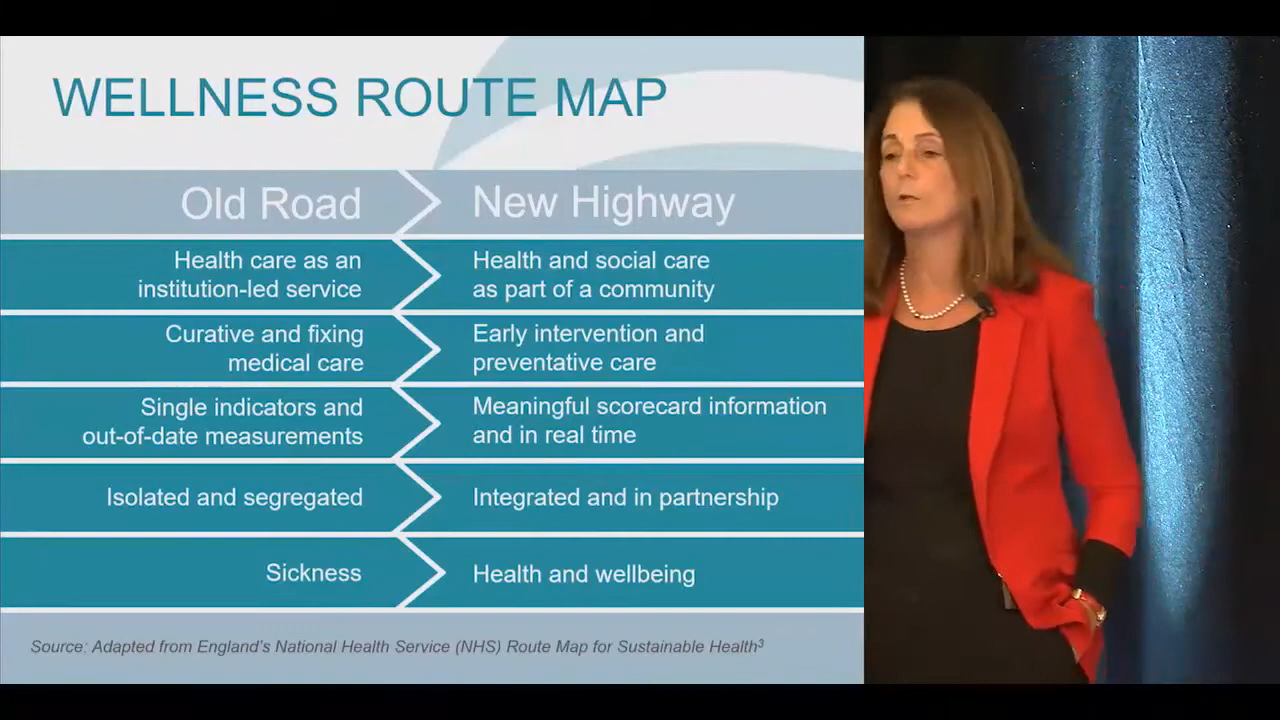 WELLNESS ROUTE MAP
Old Road
New Highway
Health care as an
institution-led service
Health and social care
as part of a community
Curative and fixing
medical care
Early intervention and
preventative care
Single indicators and
out-of-date measurements
Meaningful scorecard information
and in real time
Isolated and segregated
Integrated and in partnership
Sickness
Health and wellbeing
Source: Adapted from England's National Health Service (NHS) Route Map for Sustainable Health³